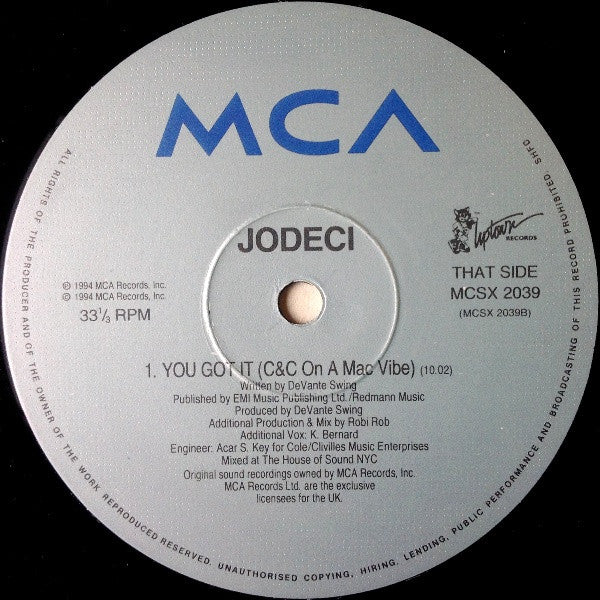 MCA
JODECI
Uptown
RECORDS
THAT SIDE
MCSX 2039
(MCSX 2039B)
℗ 1994 MCA Records, Inc.
© 1994 MCA Records, Inc.
33⅓ RPM
1. YOU GOT IT (C&C On A Mac Vibe) (10.02)
Written by DeVante Swing
Published by EMI Music Publishing Ltd./Redmann Music
Produced by DeVante Swing
Additional Production & Mix by Robi Rob
Additional Vox: K. Bernard
Engineer: Acar S. Key for Cole/Clivilles Music Enterprises
Mixed at The House of Sound NYC
Original sound recordings owned by MCA Records, Inc.
MCA Records Ltd. are the exclusive
licensees for the UK.
ALL RIGHTS OF THE PRODUCER AND OF THE OWNER OF THE WORK REPRODUCED RESERVED. UNAUTHORISED COPYING, HIRING, LENDING, PUBLIC PERFORMANCE AND BROADCASTING OF THIS RECORD PROHIBITED SHFD